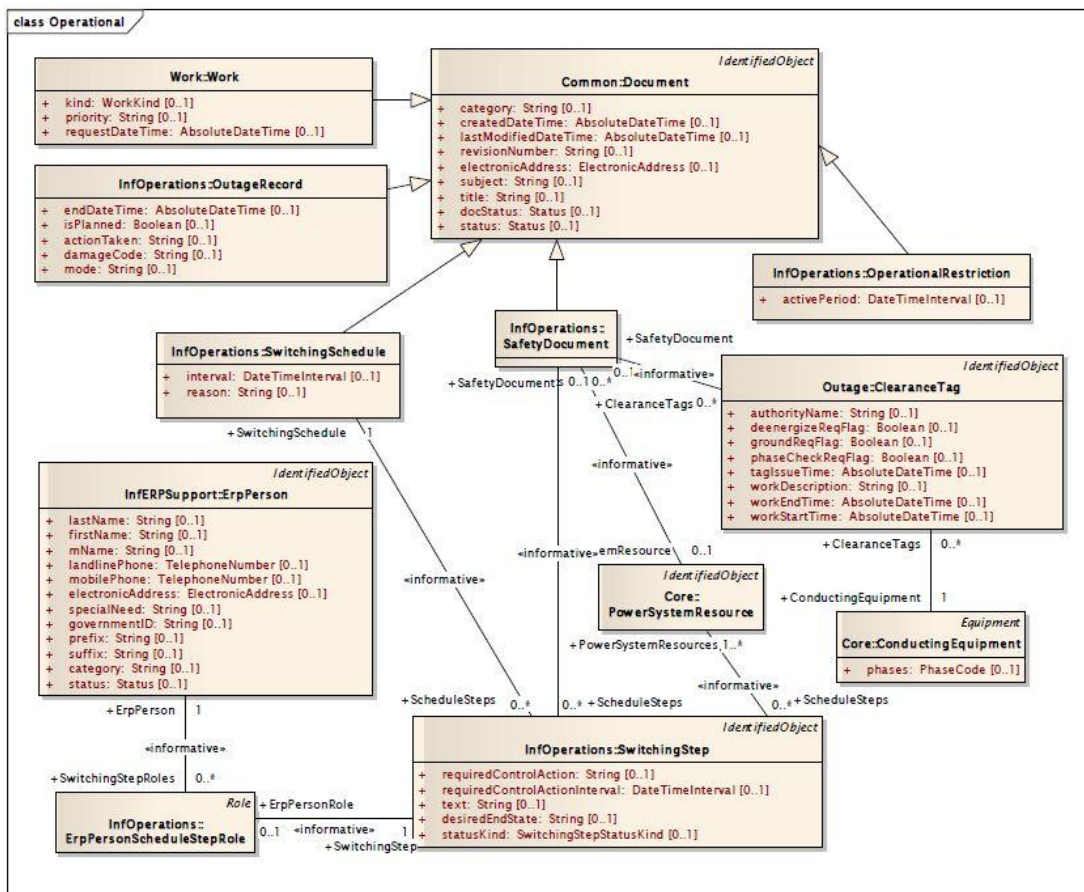 class Operational
Work::Work
+ kind: WorkKind [0..1]
+ priority: String [0..1]
+ requestDateTime: AbsoluteDateTime [0..1]
InfOperations::OutageRecord
+ endDateTime: AbsoluteDateTime [0..1]
+ isPlanned: Boolean [0..1]
+ actionTaken: String [0..1]
+ damageCode: String [0..1]
+ mode: String [0..1]
IdentifiedObject
Common::Document
+ category: String [0..1]
+ createdDateTime: AbsoluteDateTime [0..1]
+ lastModifiedDateTime: AbsoluteDateTime [0..1]
+ revisionNumber: String [0..1]
+ electronicAddress: ElectronicAddress [0..1]
+ subject: String [0..1]
+ title: String [0..1]
+ docStatus: Status [0..1]
+ status: Status [0..1]
InfOperations::OperationalRestriction
+ activePeriod: DateTimeInterval [0..1]
InfOperations::SwitchingSchedule
+ interval: DateTimeInterval [0..1]
+ reason: String [0..1]
+SwitchingSchedule 1
InfOperations::
SafetyDocument
+SafetyDocument
0..1
«informative»
+SafetyDocuments
0..1
0..*
+ClearanceTags 0..*
IdentifiedObject
Outage::ClearanceTag
+ authorityName: String [0..1]
+ deenergizeReqFlag: Boolean [0..1]
+ groundReqFlag: Boolean [0..1]
+ phaseCheckReqFlag: Boolean [0..1]
+ tagIssueTime: AbsoluteDateTime [0..1]
+ workDescription: String [0..1]
+ workEndTime: AbsoluteDateTime [0..1]
+ workStartTime: AbsoluteDateTime [0..1]
+ClearanceTags 0..*
+ConductingEquipment 1
Equipment
Core::ConductingEquipment
+ phases: PhaseCode [0..1]
«informative»
«informative»
«informative»
emResource 0..1
IdentifiedObject
Core::
PowerSystemResource
+PowerSystemResources 1..*
«informative»
0..* +ScheduleSteps
IdentifiedObject
InfERPSupport::ErpPerson
+ lastName: String [0..1]
+ firstName: String [0..1]
+ mName: String [0..1]
+ landlinePhone: TelephoneNumber [0..1]
+ mobilePhone: TelephoneNumber [0..1]
+ electronicAddress: ElectronicAddress [0..1]
+ specialNeed: String [0..1]
+ governmentID: String [0..1]
+ prefix: String [0..1]
+ suffix: String [0..1]
+ category: String [0..1]
+ status: Status [0..1]
+ErpPerson 1
«informative»
+SwitchingStepRoles 0..*
Role
InfOperations::
ErpPersonScheduleStepRole
+ErpPersonRole
0..1 «informative» 1
+SwitchingStep
+ScheduleSteps 0..*
0..* +ScheduleSteps
IdentifiedObject
InfOperations::SwitchingStep
+ requiredControlAction: String [0..1]
+ requiredControlActionInterval: DateTimeInterval [0..1]
+ text: String [0..1]
+ desiredEndState: String [0..1]
+ statusKind: SwitchingStepStatusKind [0..1]